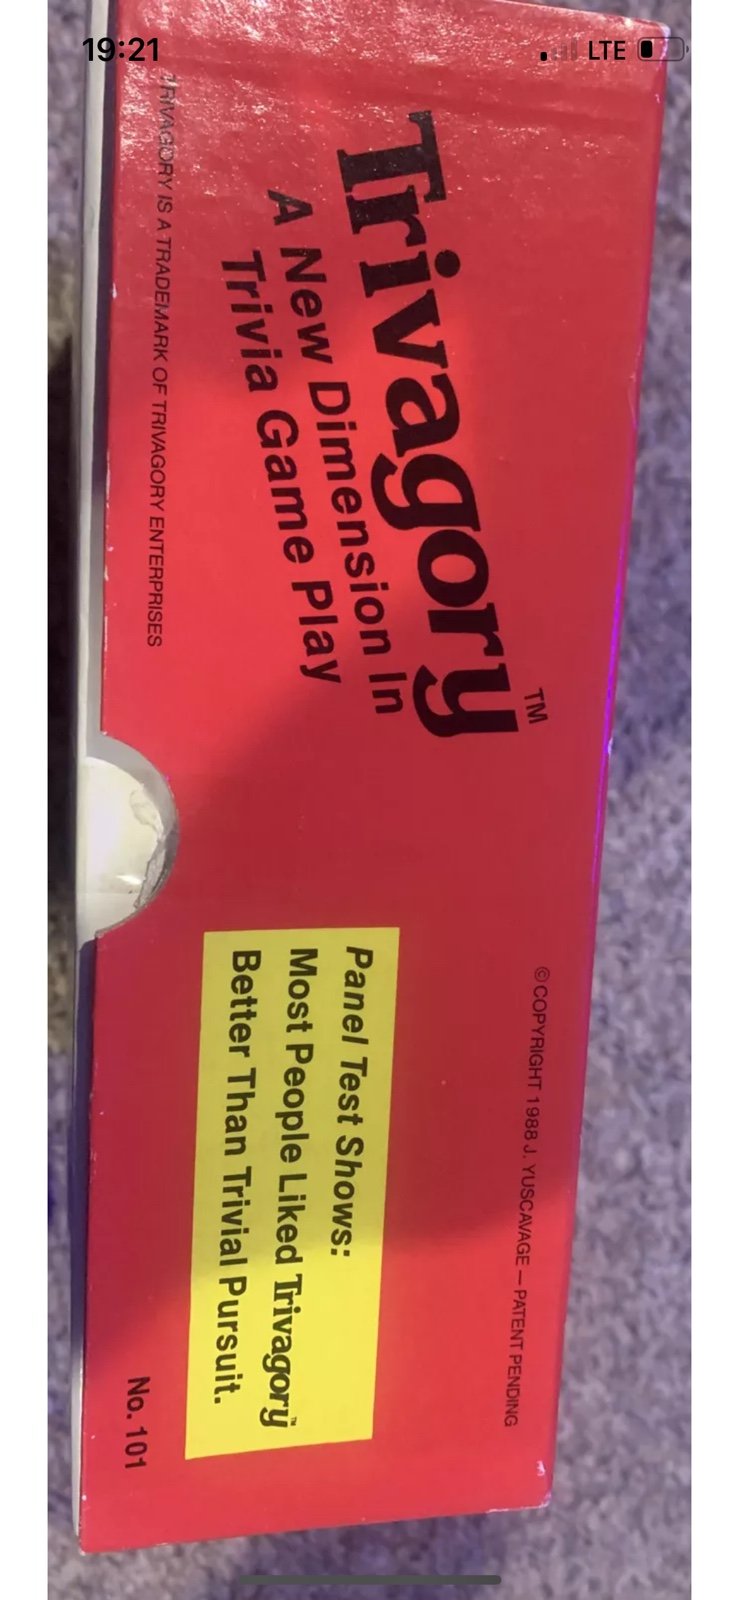 19:21
LTE
© COPYRIGHT 1988 J. YUSCAVAGE — PATENT PENDING
Trivagory™
A New Dimension In
Trivia Game Play
TRIVAGORY IS A TRADEMARK OF TRIVAGORY ENTERPRISES
Panel Test Shows:
Most People Liked Trivagory™
Better Than Trivial Pursuit.
No. 101